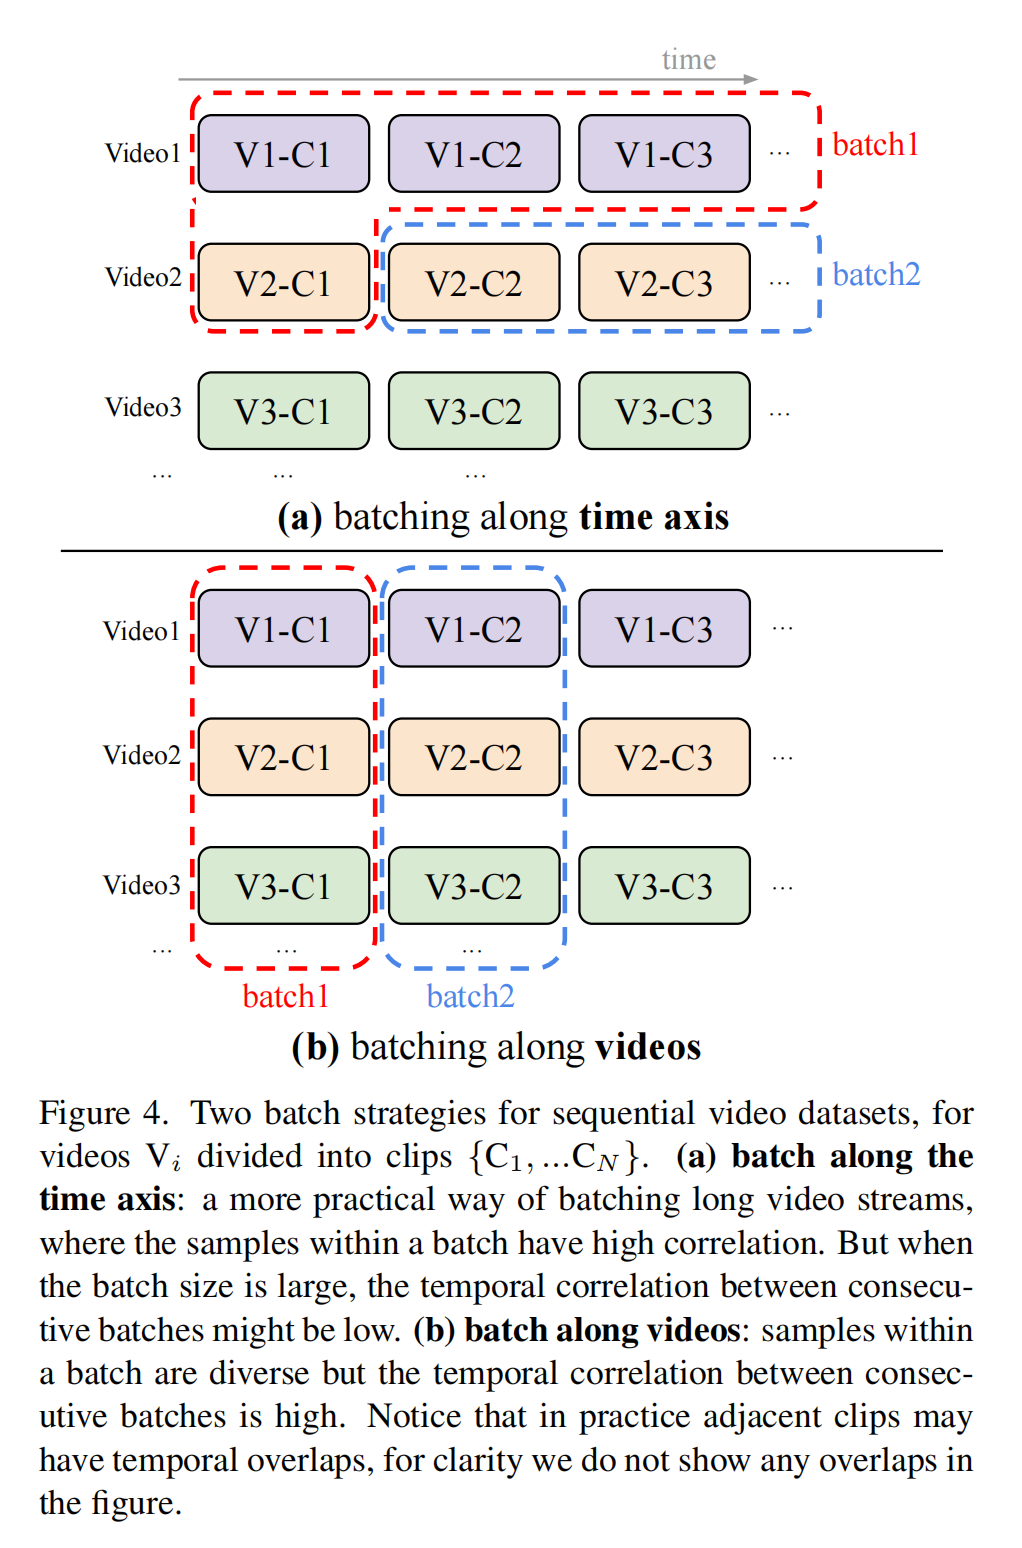 time
Video1 V1-C1 V1-C2 V1-C3 ... batch1
Video2 V2-C1 V2-C2 V2-C3 ... batch2
Video3 V3-C1 V3-C2 V3-C3 ...
... ... ...
(a) batching along time axis
Video1 V1-C1 V1-C2 V1-C3 ...
Video2 V2-C1 V2-C2 V2-C3 ...
Video3 V3-C1 V3-C2 V3-C3 ...
... ... ...
batch1 batch2
(b) batching along videos
Figure 4. Two batch strategies for sequential video datasets, for
videos Vᵢ divided into clips {C₁, ...C_N}. (a) batch along the
time axis: a more practical way of batching long video streams,
where the samples within a batch have high correlation. But when
the batch size is large, the temporal correlation between consecu-
tive batches might be low. (b) batch along videos: samples within
a batch are diverse but the temporal correlation between consec-
utive batches is high. Notice that in practice adjacent clips may
have temporal overlaps, for clarity we do not show any overlaps in
the figure.